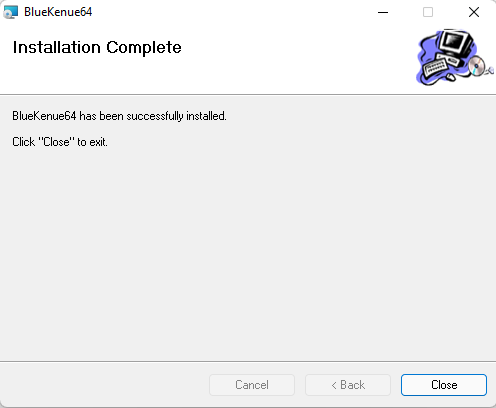 BlueKenue64
Installation Complete
BlueKenue64 has been successfully installed.
Click "Close" to exit.
Cancel
< Back
Close